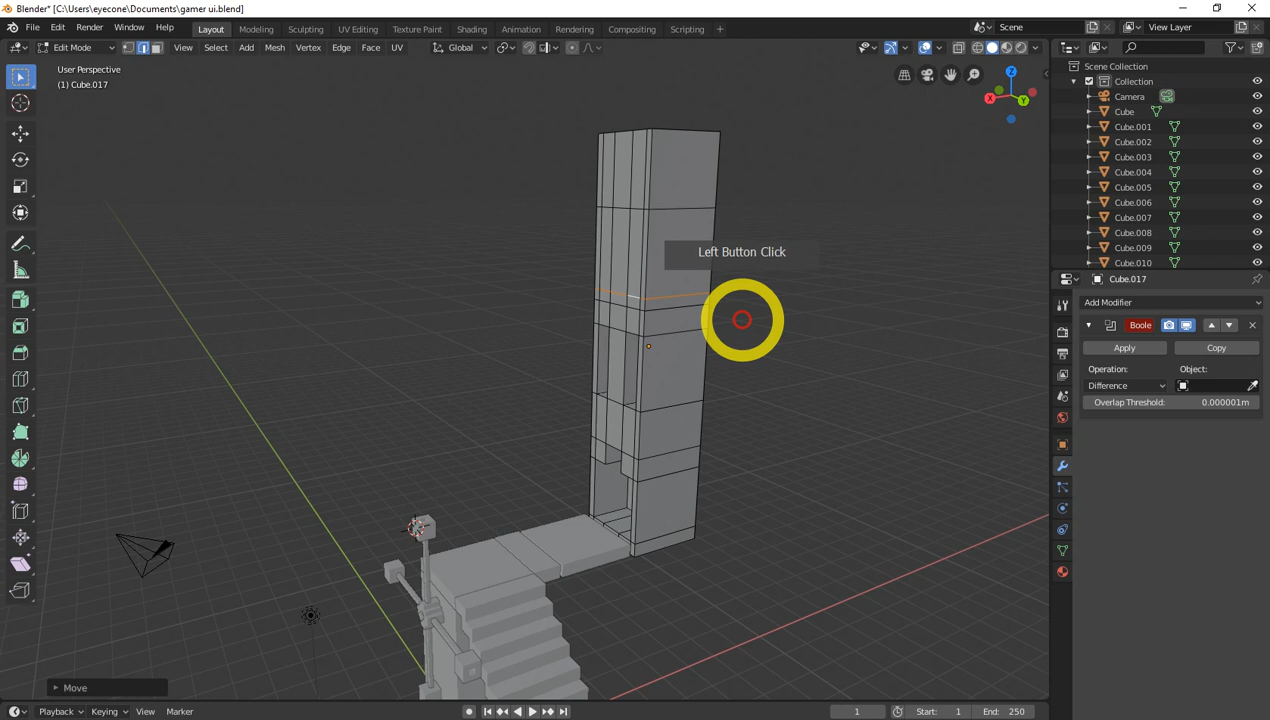 Blender* [C:\Users\eyecone\Documents\gamer ui.blend]
File Edit Render Window Help Layout Modeling Sculpting UV Editing Texture Paint Shading Animation Rendering Compositing Scripting + Scene View Layer
Edit Mode View Select Add Mesh Vertex Edge Face UV Global
User Perspective
(1) Cube.017
Z
X Y
Left Button Click
Move
Scene Collection
Collection
Camera
Cube
Cube.001
Cube.002
Cube.003
Cube.004
Cube.005
Cube.006
Cube.007
Cube.008
Cube.009
Cube.010
Cube.017
Add Modifier
Boole
Apply Copy
Operation: Object:
Difference
Overlap Threshold: 0.000001m
Playback Keying View Marker 1 Start: 1 End: 250